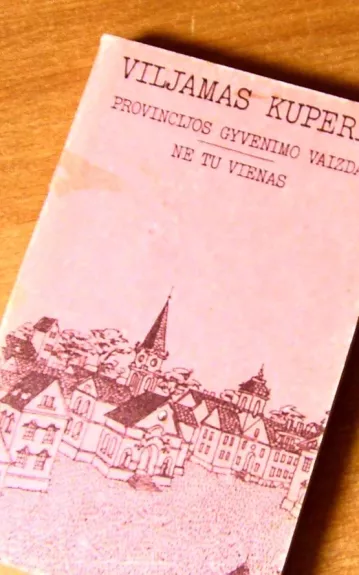 VILJAMAS KUPER
PROVINCIJOS GYVENIMO VAIZDA
NE TU VIENAS